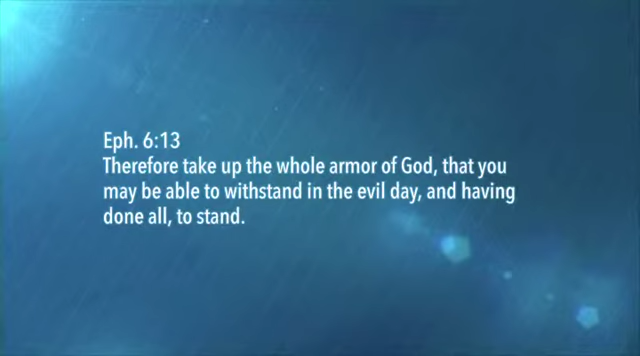 Eph. 6:13
Therefore take up the whole armor of God, that you
may be able to withstand in the evil day, and having
done all, to stand.